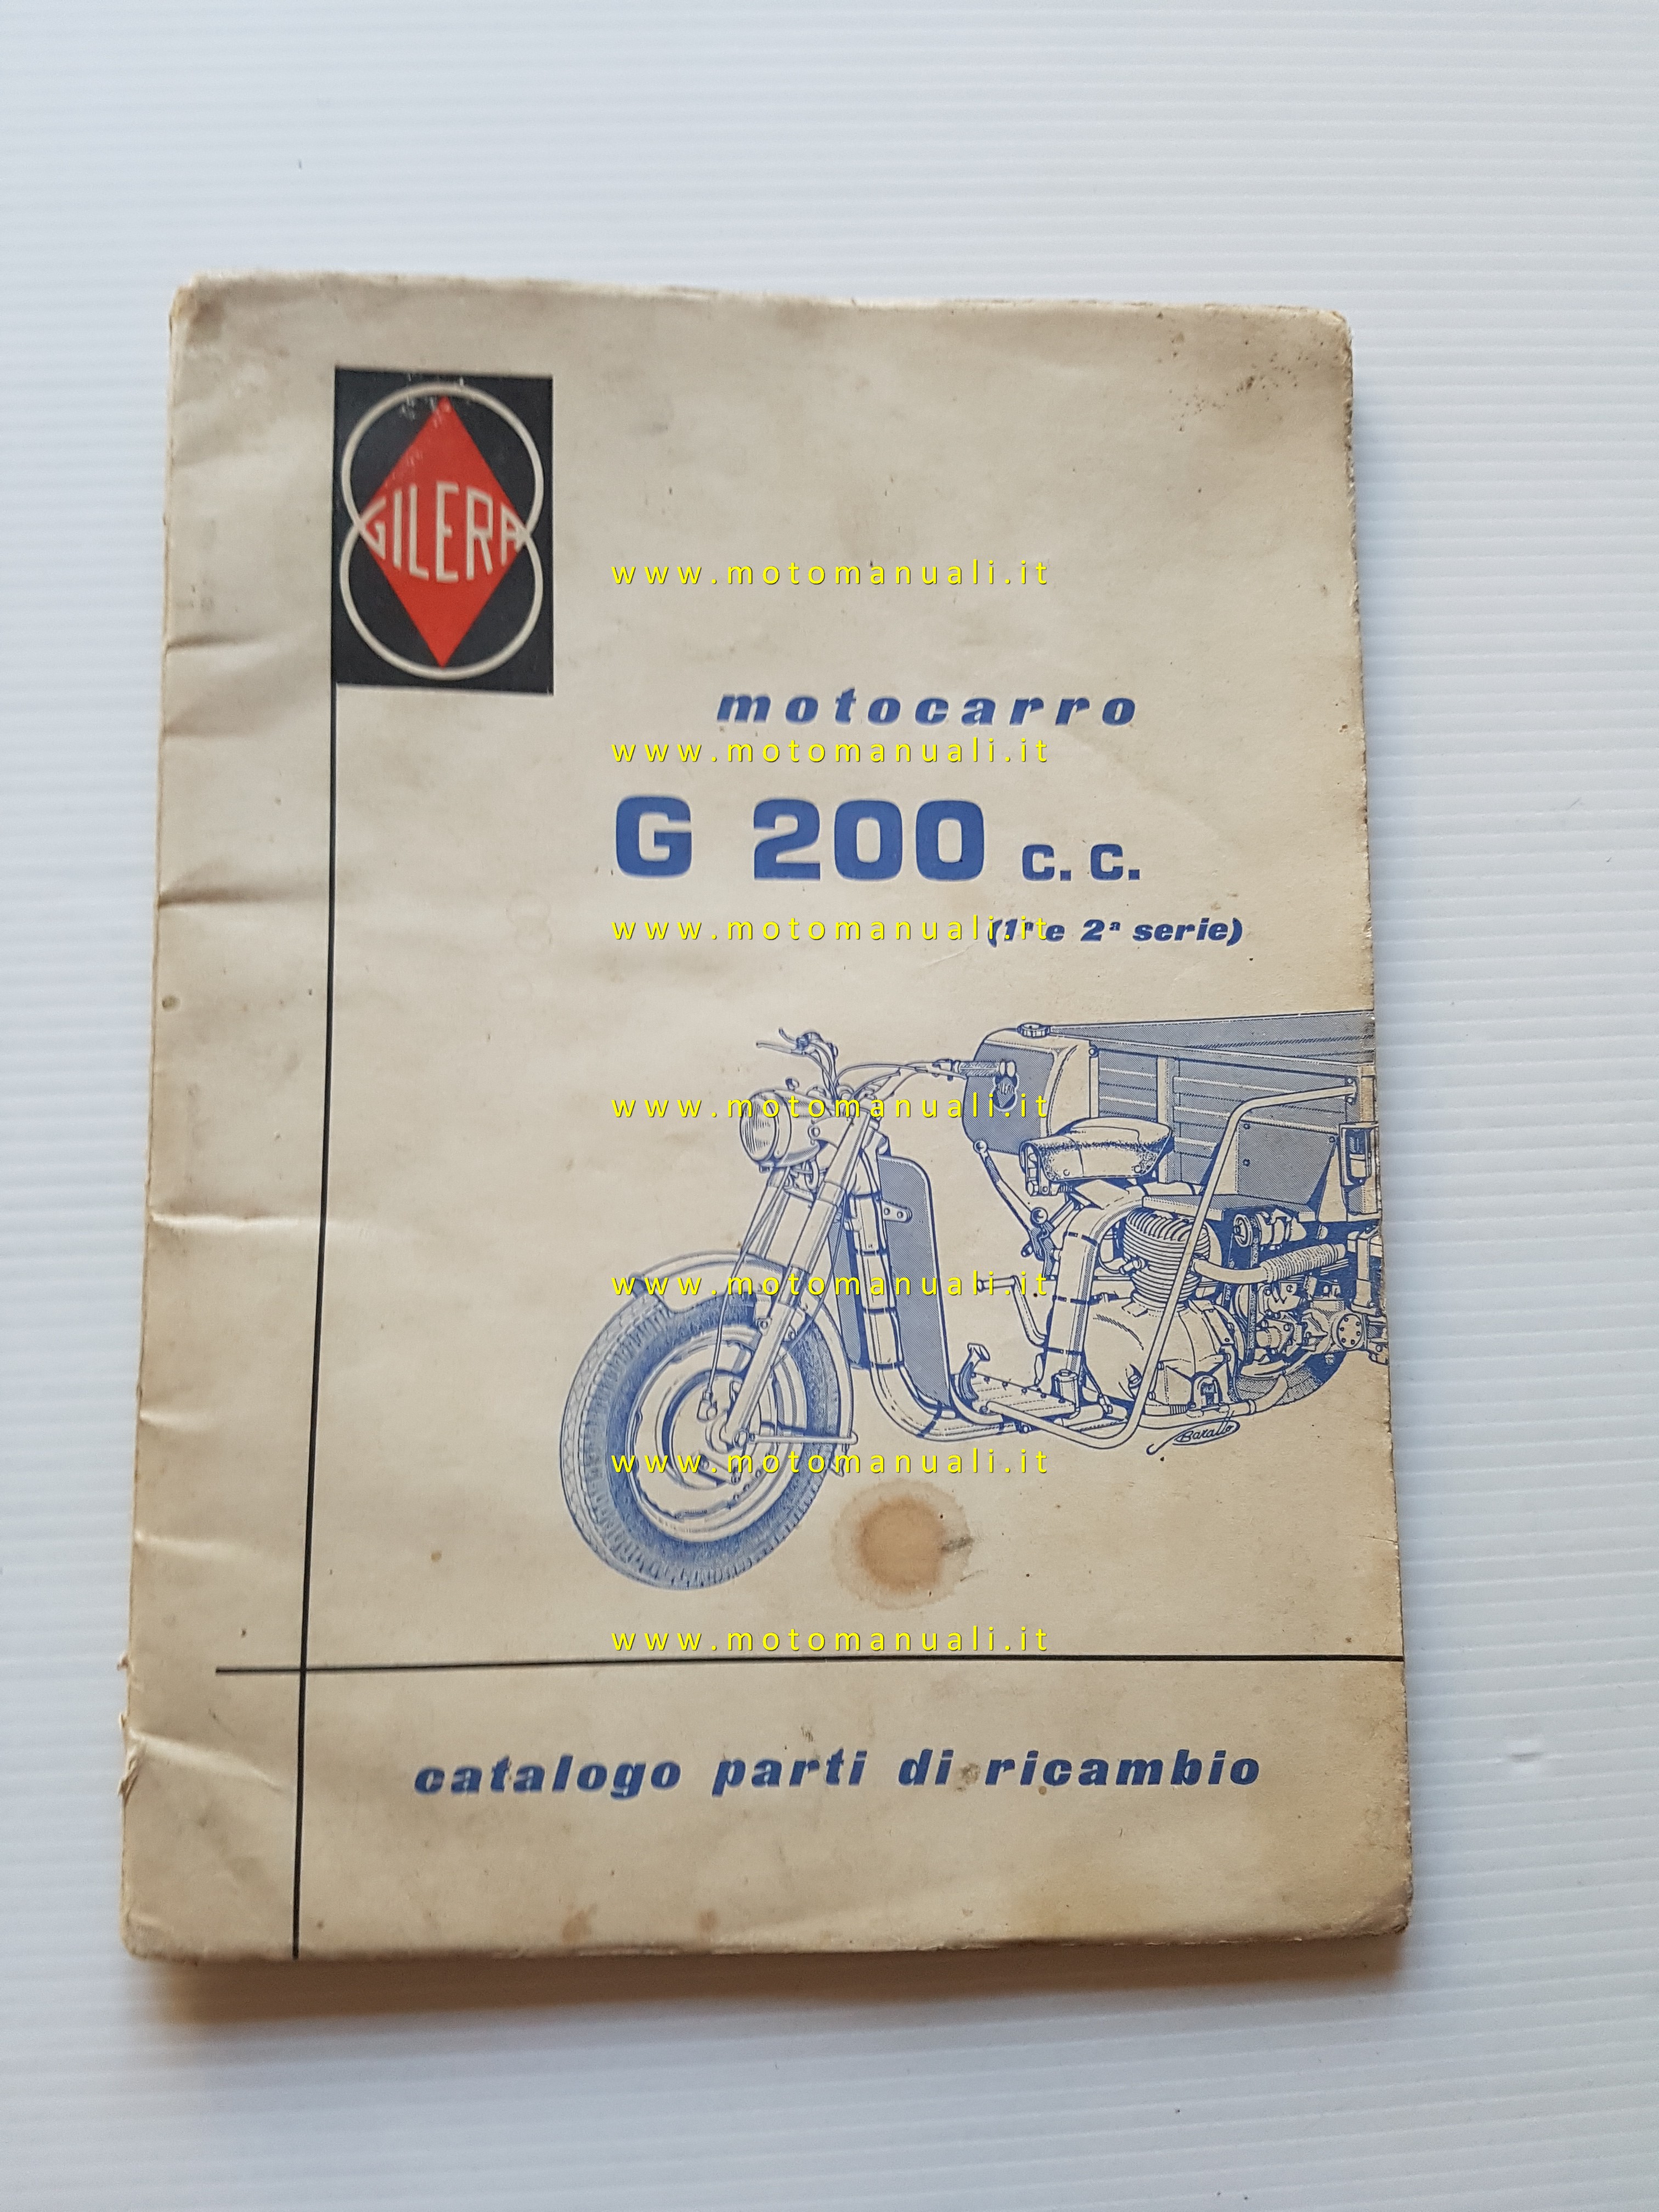 GILERA
www.motomanuali.it
motocarro
www.motomanuali.it
G 200 c.c.
www.motomanuali.it
(1ª e 2ª serie)
www.motomanuali.it
www.motomanuali.it
Baratto
www.motomanuali.it
www.motomanuali.it
catalogo parti di ricambio